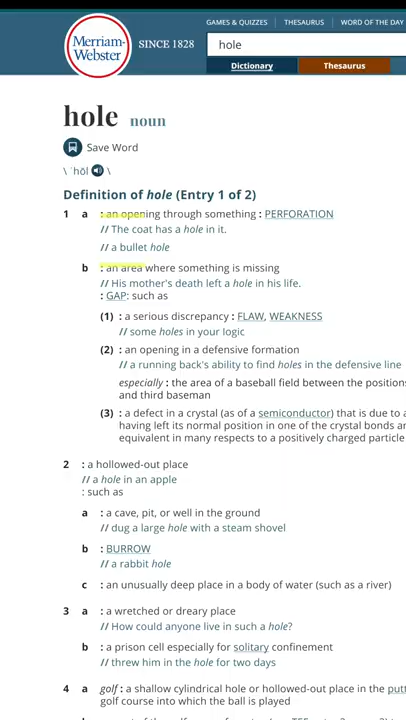 GAMES & QUIZZES THESAURUS WORD OF THE DAY
Merriam-
Webster
SINCE 1828
hole
Dictionary Thesaurus
hole noun
Save Word
\ ˈhōl \
Definition of hole (Entry 1 of 2)
1 a : an opening through something : PERFORATION
// The coat has a hole in it.
// a bullet hole
b : an area where something is missing
// His mother's death left a hole in his life.
: GAP: such as
(1) : a serious discrepancy : FLAW, WEAKNESS
// some holes in your logic
(2) : an opening in a defensive formation
// a running back's ability to find holes in the defensive line
especially : the area of a baseball field between the position
and third baseman
(3) : a defect in a crystal (as of a semiconductor) that is due to a
having left its normal position in one of the crystal bonds a
equivalent in many respects to a positively charged particle
2 : a hollowed-out place
// a hole in an apple
: such as
a : a cave, pit, or well in the ground
// dug a large hole with a steam shovel
b : BURROW
// a rabbit hole
c : an unusually deep place in a body of water (such as a river)
3 a : a wretched or dreary place
// How could anyone live in such a hole?
b : a prison cell especially for solitary confinement
// threw him in the hole for two days
4 a golf : a shallow cylindrical hole or hollowed-out place in the putt
golf course into which the ball is played